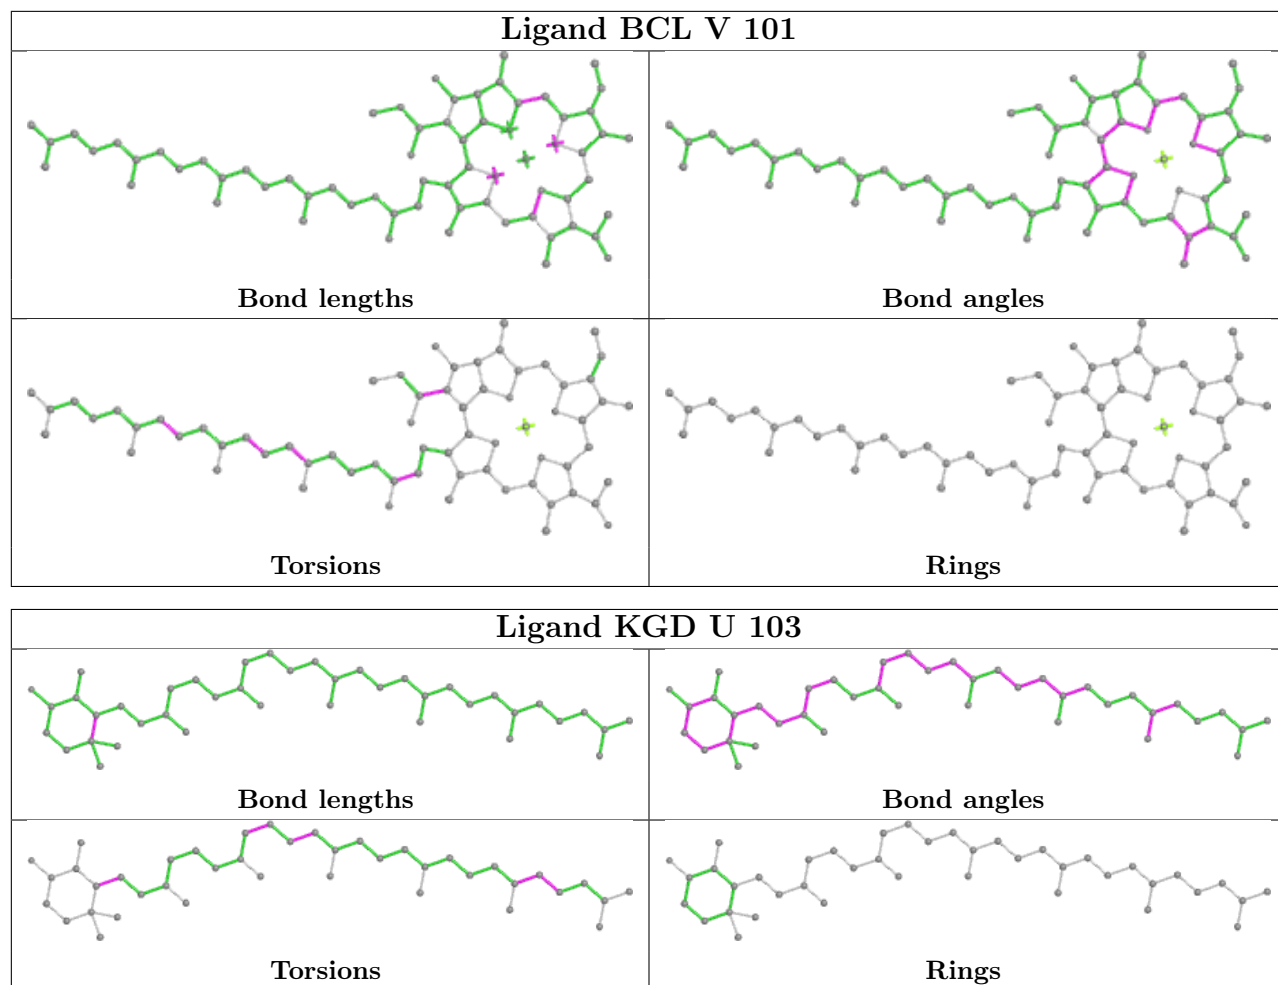 Ligand BCL V 101
Bond lengths
Bond angles
Torsions
Rings
Ligand KGD U 103
Bond lengths
Bond angles
Torsions
Rings